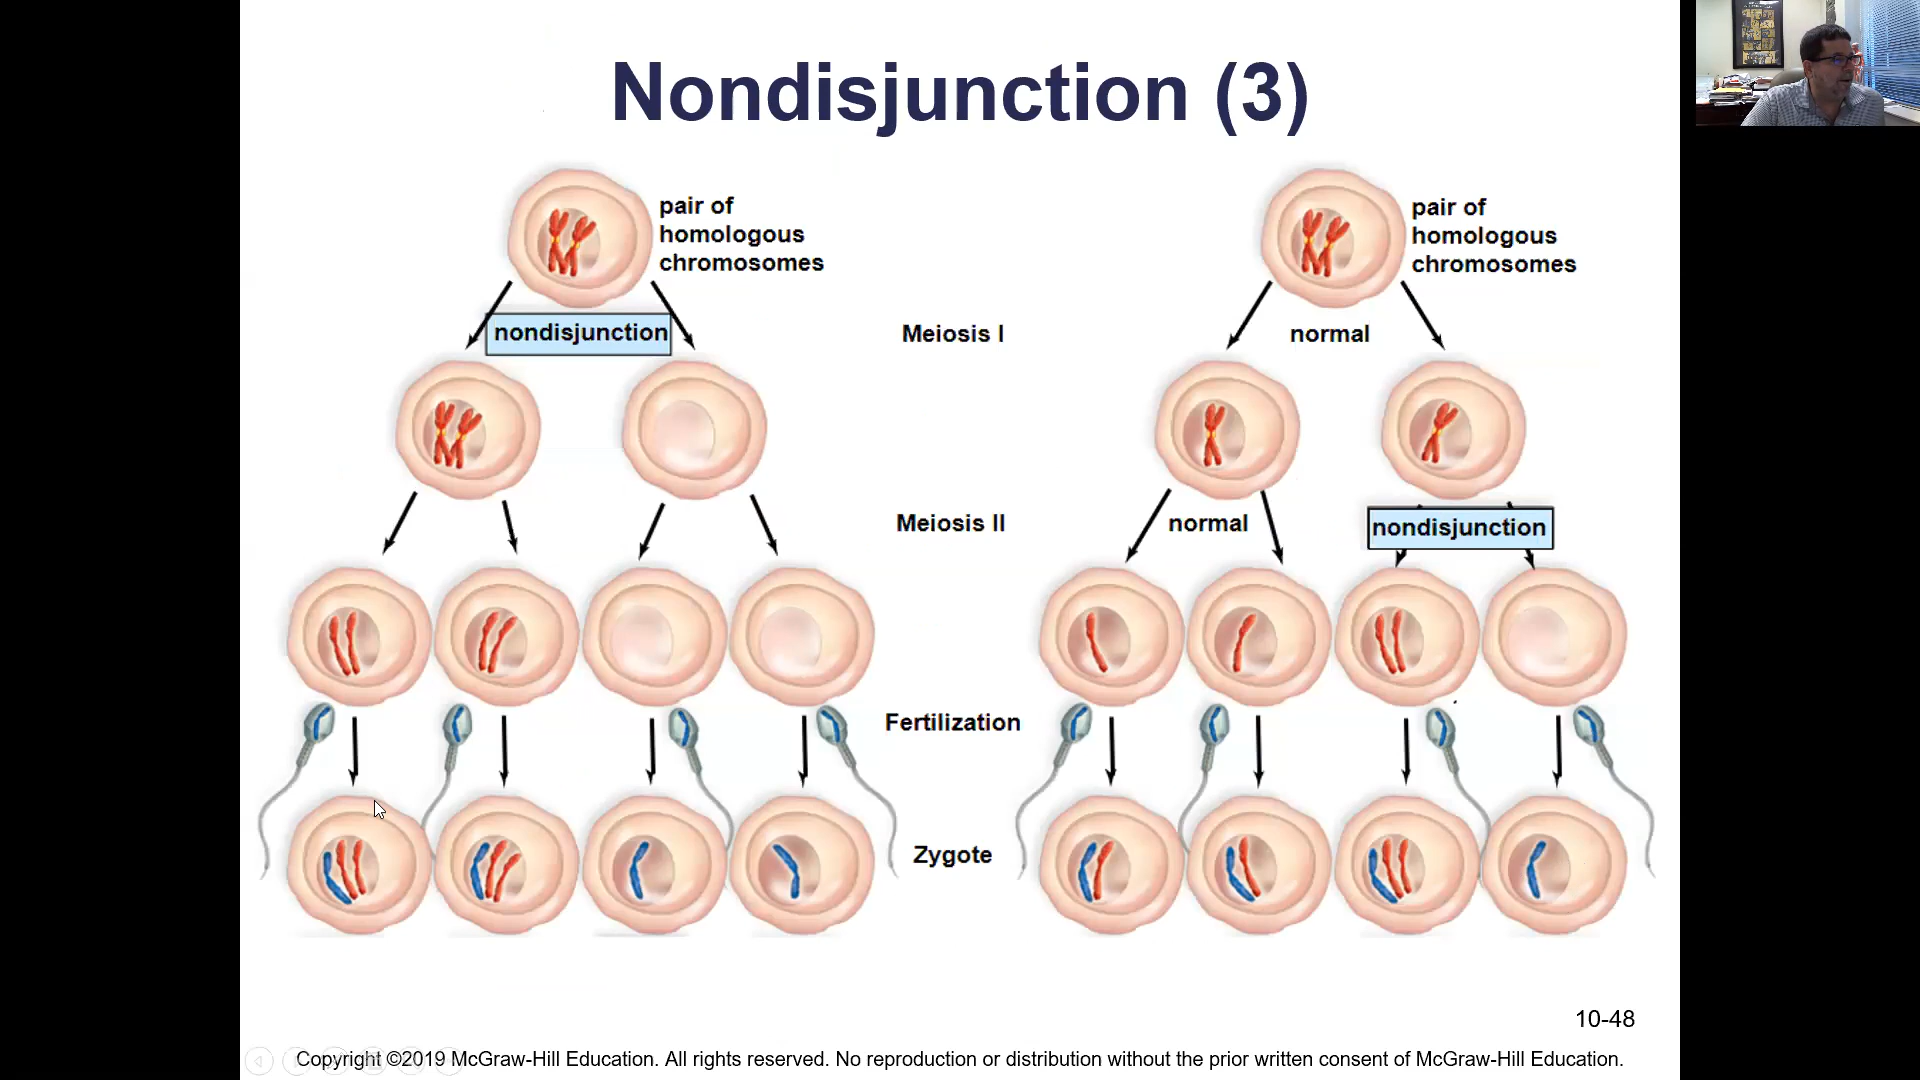 Nondisjunction (3)
pair of
homologous
chromosomes
nondisjunction
Meiosis I
pair of
homologous
chromosomes
normal
Meiosis II
normal
nondisjunction
Fertilization
Zygote
10-48
Copyright ©2019 McGraw-Hill Education. All rights reserved. No reproduction or distribution without the prior written consent of McGraw-Hill Education.